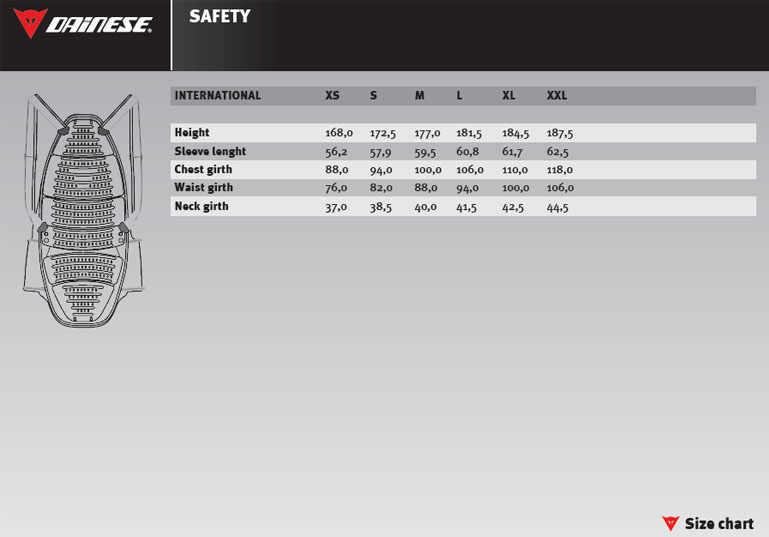 DAINESE®
SAFETY
INTERNATIONAL XS S M L XL XXL
Height 168,0 172,5 177,0 181,5 184,5 187,5
Sleeve lenght 56,2 57,9 59,5 60,8 61,7 62,5
Chest girth 88,0 94,0 100,0 106,0 110,0 118,0
Waist girth 76,0 82,0 88,0 94,0 100,0 106,0
Neck girth 37,0 38,5 40,0 41,5 42,5 44,5
Size chart